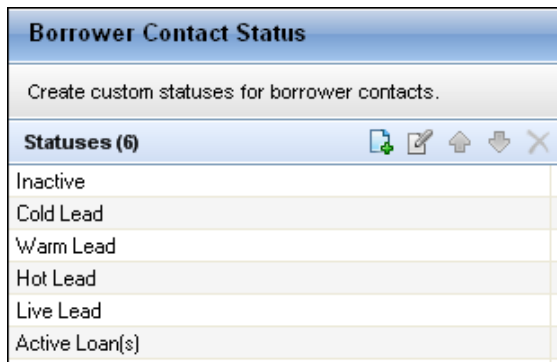 Borrower Contact Status
Create custom statuses for borrower contacts.
Statuses (6)
Inactive
Cold Lead
Warm Lead
Hot Lead
Live Lead
Active Loan(s)